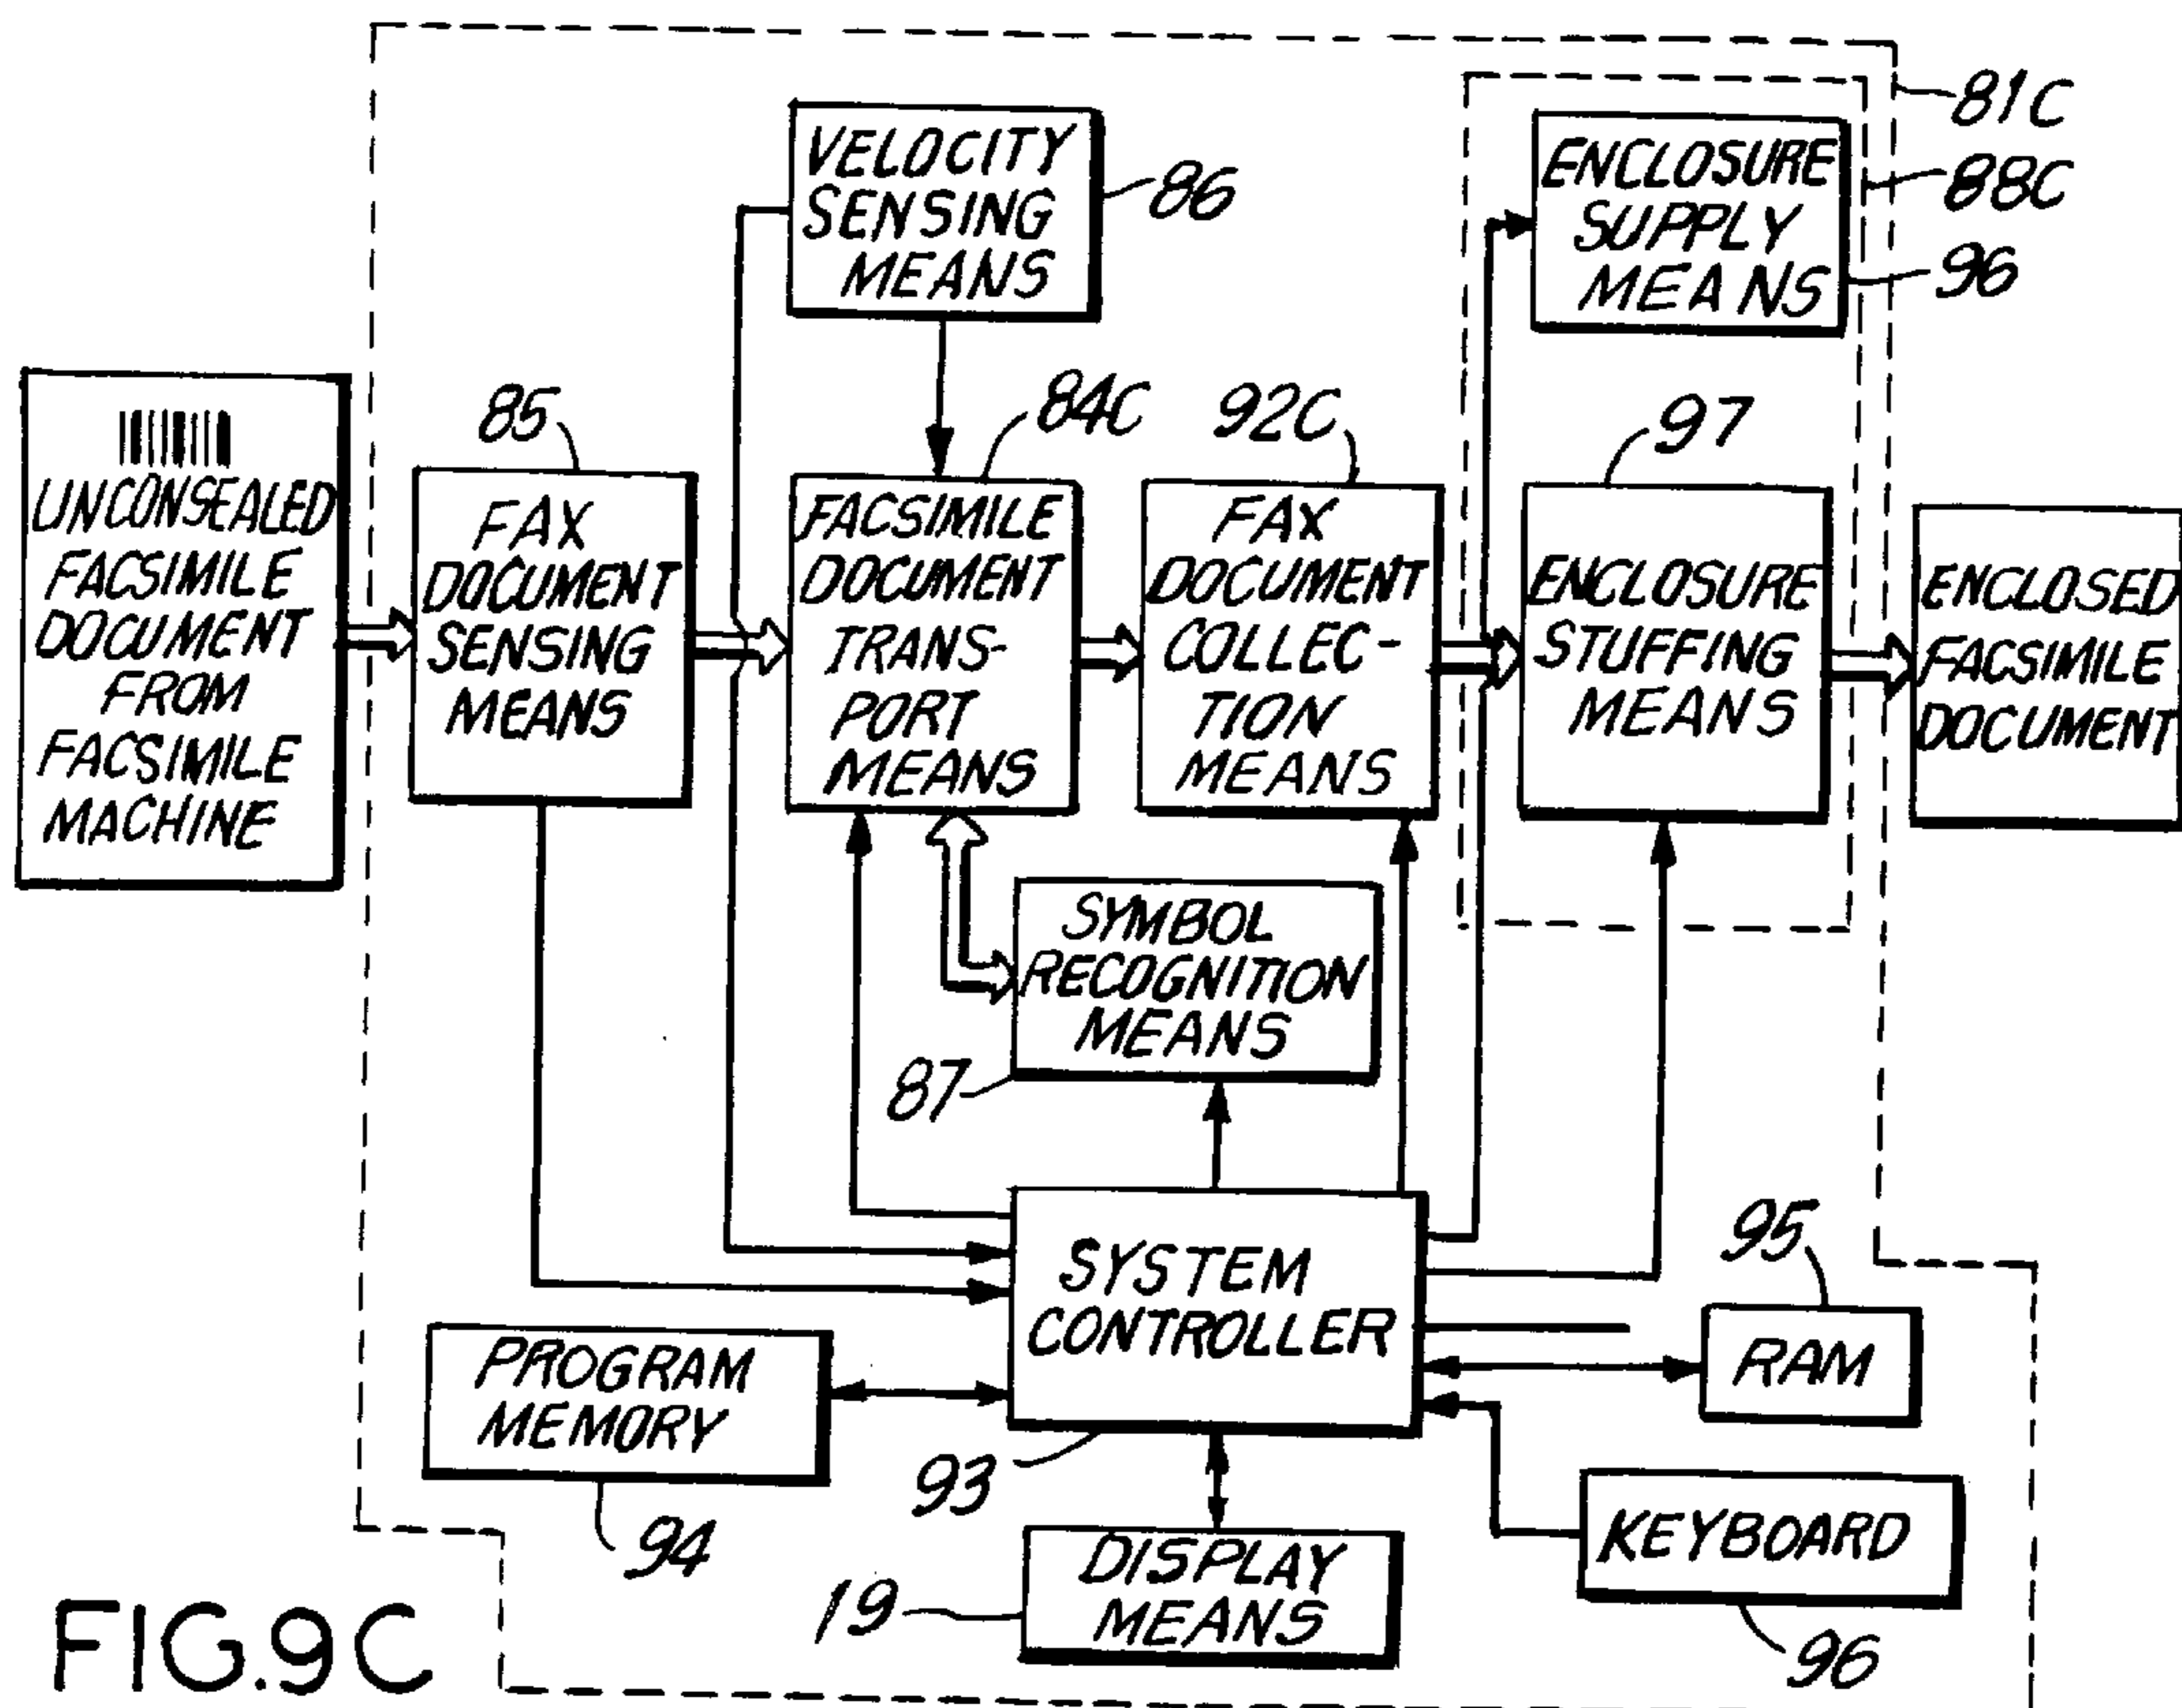 81C
VELOCITY
SENSING
MEANS
86
ENCLOSURE
SUPPLY
MEANS
88C
96
UNCONSEALED
FACSIMILE
DOCUMENT
FROM
FACSIMILE
MACHINE
85
FAX
DOCUMENT
SENSING
MEANS
84C
FACSIMILE
DOCUMENT
TRANS-
PORT
MEANS
92C
FAX
DOCUMENT
COLLEC-
TION
MEANS
97
ENCLOSURE
STUFFING
MEANS
ENCLOSED
FACSIMILE
DOCUMENT
SYMBOL
RECOGNITION
MEANS
87
SYSTEM
CONTROLLER
93
95
RAM
PROGRAM
MEMORY
94
KEYBOARD
96
DISPLAY
MEANS
19
FIG.9C